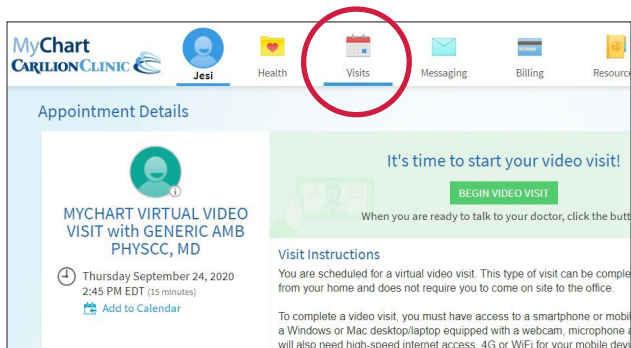 MyChart
CARILION CLINIC
Jesi
Health
Visits
Messaging
Billing
Resource
Appointment Details
It's time to start your video visit!
BEGIN VIDEO VISIT
When you are ready to talk to your doctor, click the butt
MYCHART VIRTUAL VIDEO
VISIT with GENERIC AMB
PHYSCC, MD
Thursday September 24, 2020
2:45 PM EDT (15 minutes)
Add to Calendar
Visit Instructions
You are scheduled for a virtual video visit. This type of visit can be comple
from your home and does not require you to come on site to the office.
To complete a video visit, you must have access to a smartphone or mobil
a Windows or Mac desktop/laptop equipped with a webcam, microphone a
will also need high-speed internet access, 4G or WiFi for your mobile devi